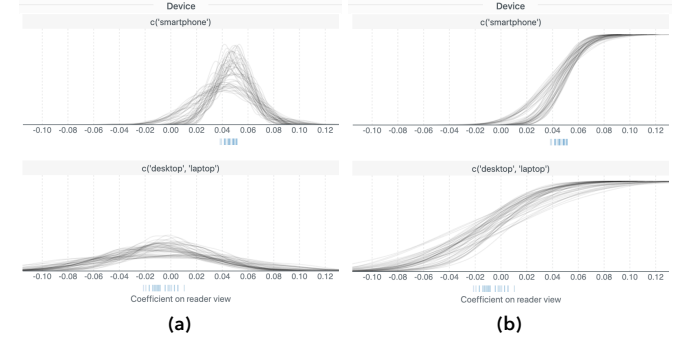 Device
c('smartphone')
-0.10 -0.08 -0.06 -0.04 -0.02 0.00 0.02 0.04 0.06 0.08 0.10 0.12
c('desktop', 'laptop')
-0.10 -0.08 -0.06 -0.04 -0.02 0.00 0.02 0.04 0.06 0.08 0.10 0.12
Coefficient on reader view
(a)
Device
c('smartphone')
-0.10 -0.08 -0.06 -0.04 -0.02 0.00 0.02 0.04 0.06 0.08 0.10 0.12
c('desktop', 'laptop')
-0.10 -0.08 -0.06 -0.04 -0.02 0.00 0.02 0.04 0.06 0.08 0.10 0.12
Coefficient on reader view
(b)